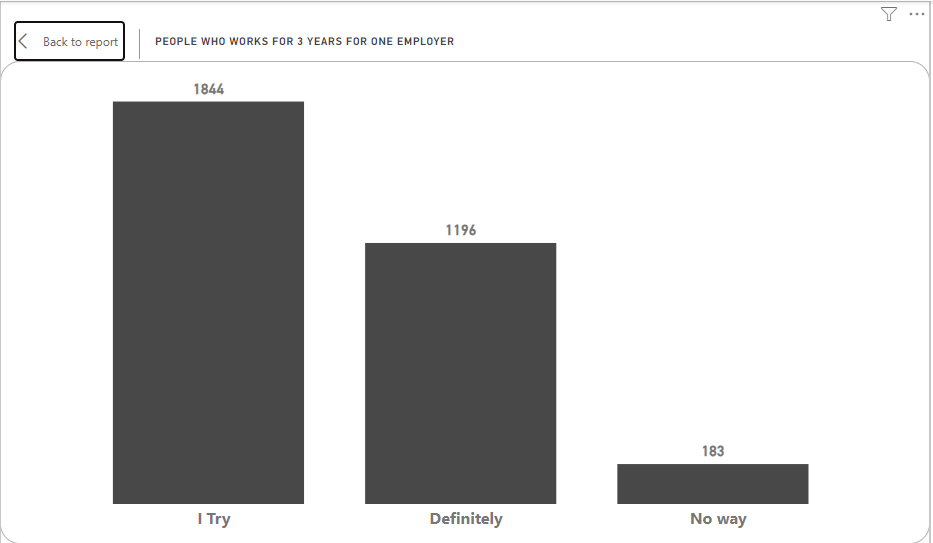 Back to report
PEOPLE WHO WORKS FOR 3 YEARS FOR ONE EMPLOYER
1844
1196
183
I Try
Definitely
No way